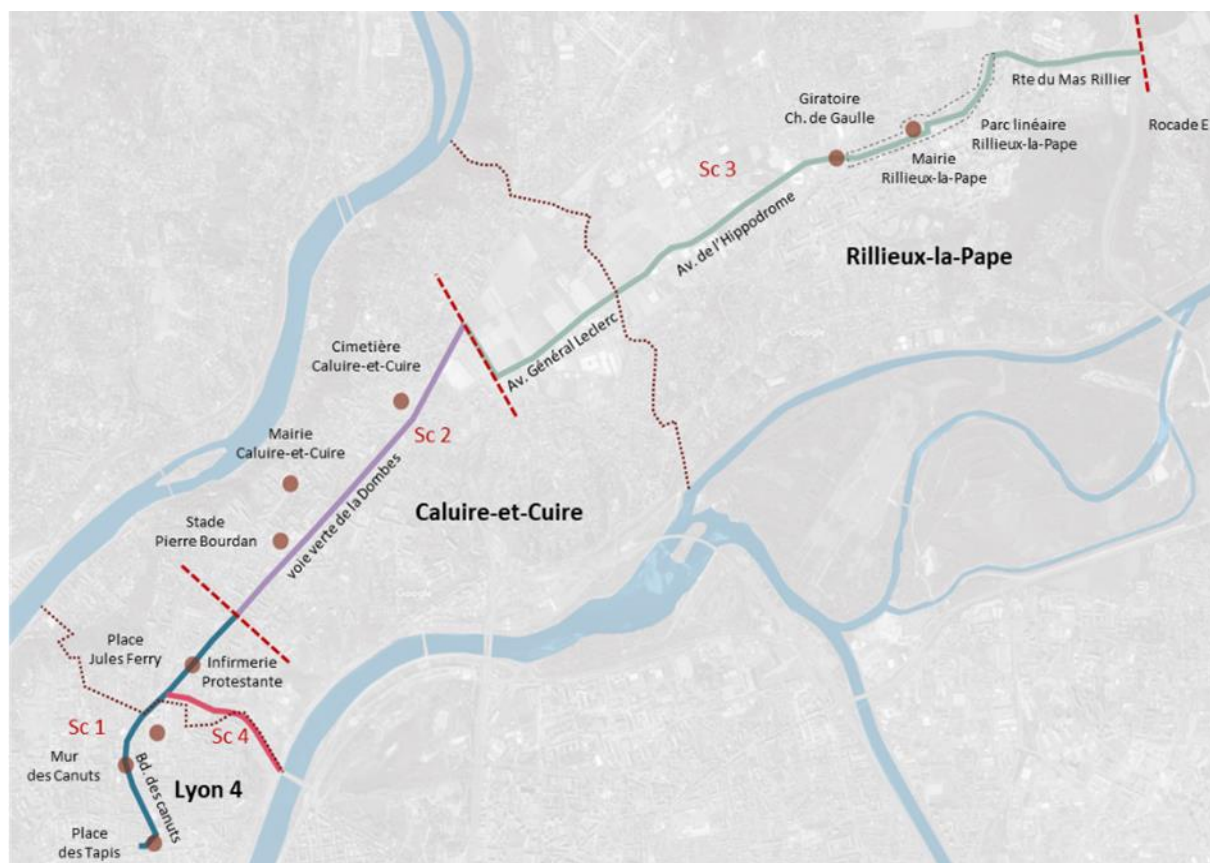 Rte du Mas Rillier
Giratoire
Ch. de Gaulle
Parc linéaire
Rillieux-la-Pape
Rocade E
Mairie
Rillieux-la-Pape
Sc 3
Av. de l'Hippodrome
Rillieux-la-Pape
Google
Av. Général Leclerc
Cimetière
Caluire-et-Cuire
Sc 2
Mairie
Caluire-et-Cuire
voie verte de la Dombes
Caluire-et-Cuire
Stade
Pierre Bourdan
Google
Place
Jules Ferry
Infirmerie
Protestante
Sc 1
Sc 4
Mur
des Canuts
Bd. des canuts
Lyon 4
Place
des Tapis